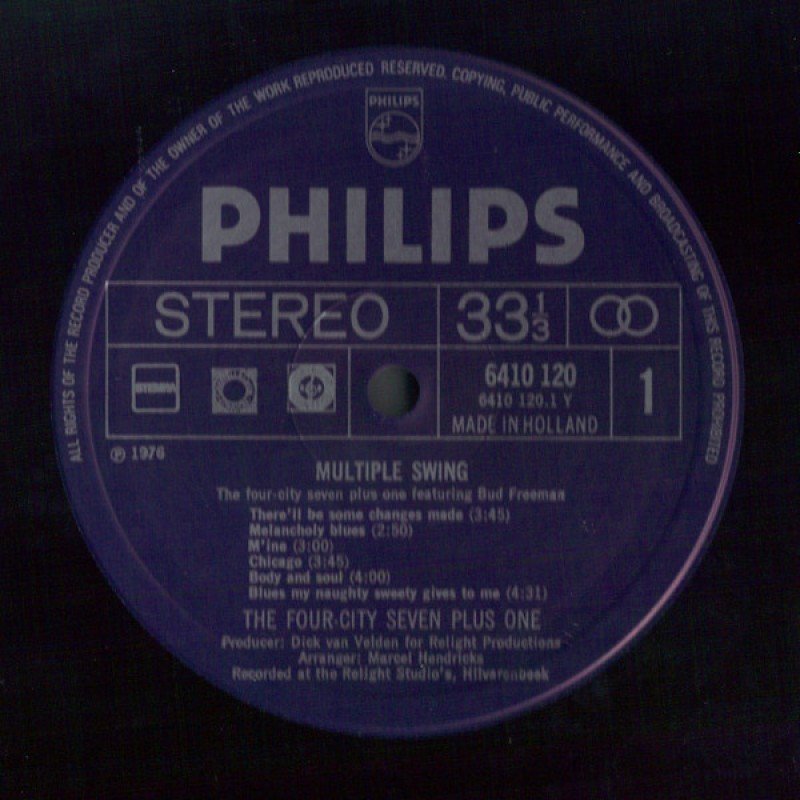 ALL RIGHTS OF THE RECORD PRODUCER AND OF THE OWNER OF THE WORK REPRODUCED RESERVED. COPYING, PUBLIC PERFORMANCE AND BROADCASTING OF THIS RECORD PROHIBITED
PHILIPS
PHILIPS
STEREO 33⅓
STEMRA 6410 120 1
6410 120.1 Y
MADE IN HOLLAND
℗ 1976
MULTIPLE SWING
The four-city seven plus one featuring Bud Freeman
There'll be some changes made (3:45)
Melancholy blues (2:50)
M'ine (3:00)
Chicago (3:45)
Body and soul (4:00)
Blues my naughty sweety gives to me (4:31)
THE FOUR-CITY SEVEN PLUS ONE
Producer: Dick van Velden for Relight Productions
Arranger: Marcel Hendricks
Recorded at the Relight Studio's, Hilvarenbeek